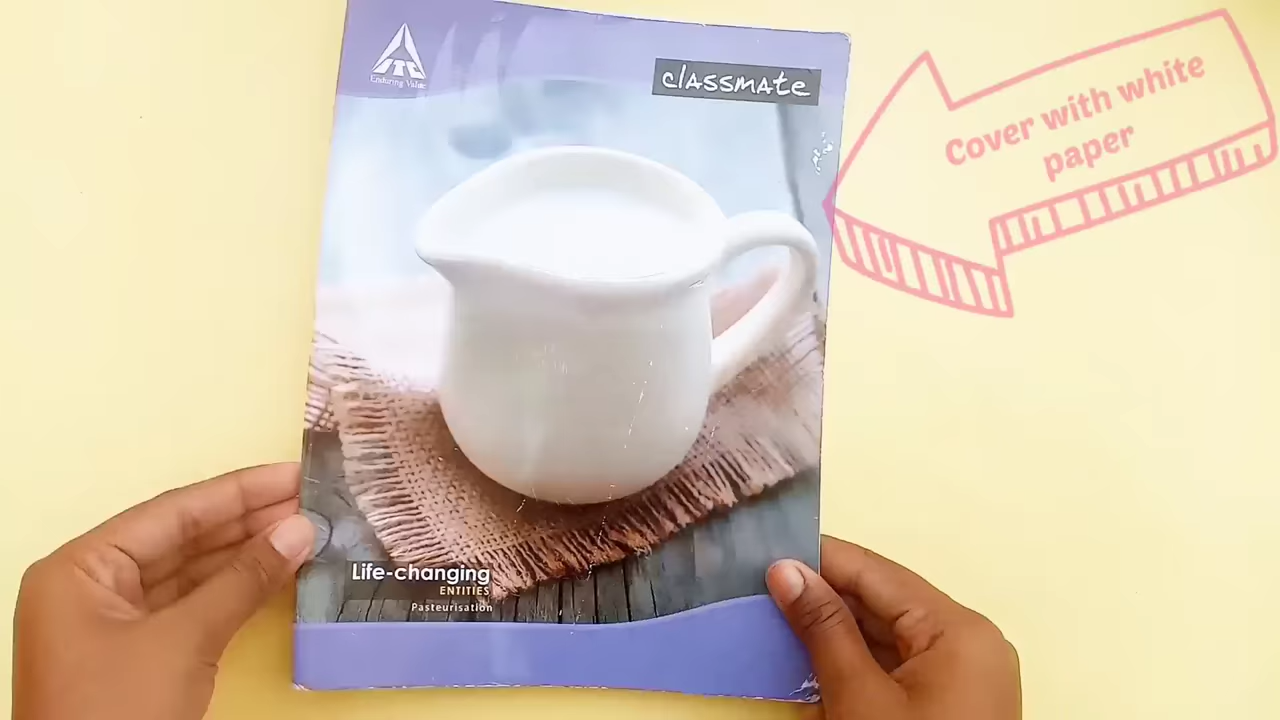 ITC
Enduring Value
classmate
Cover with white
paper
Life-changing
ENTITIES
Pasteurisation